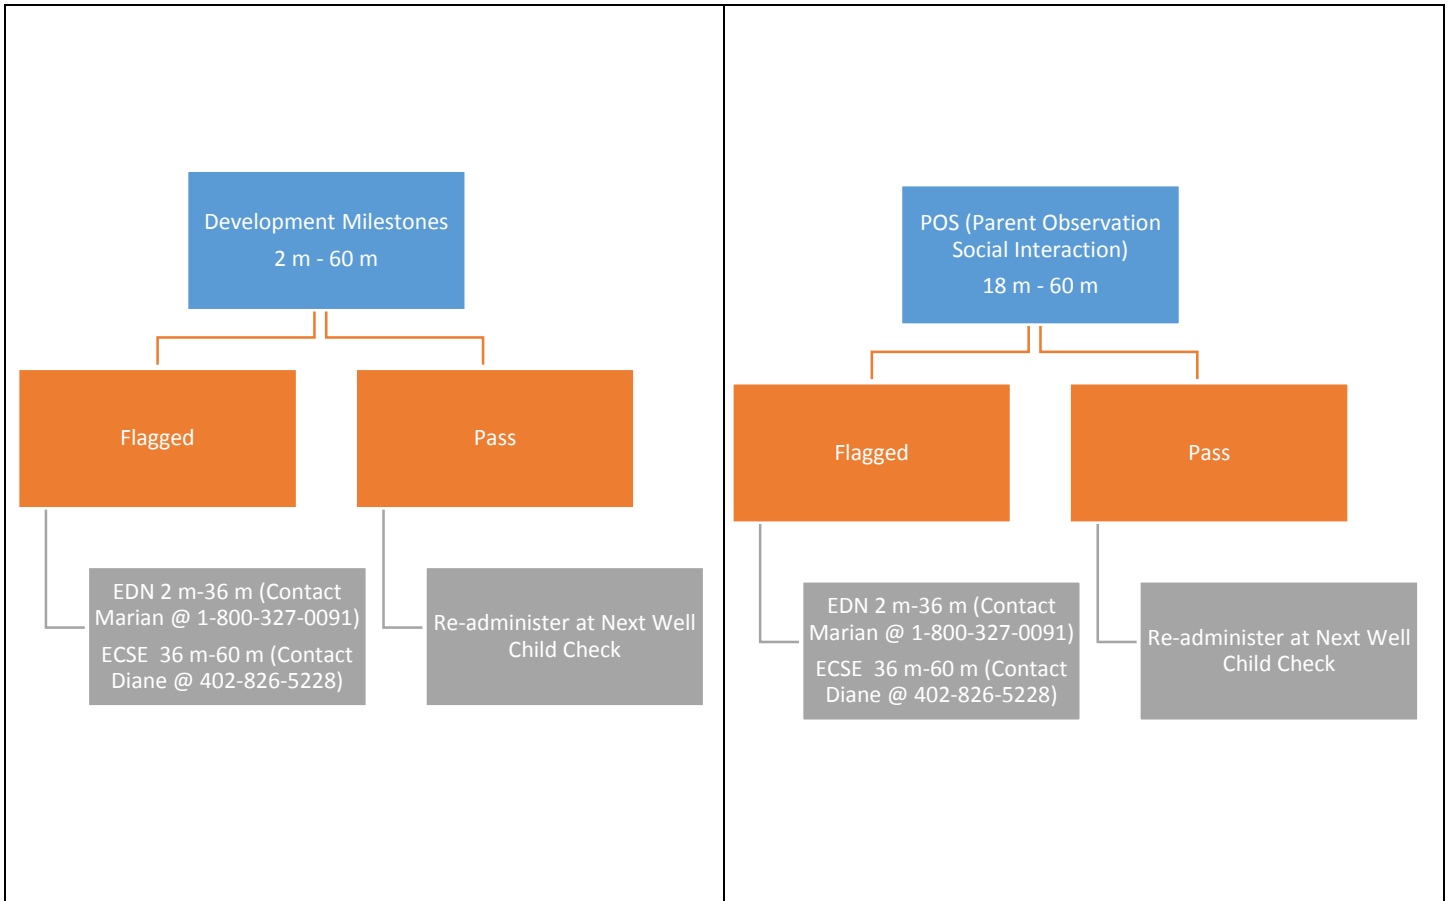 Development Milestones
2 m - 60 m
Flagged
Pass
EDN 2 m-36 m (Contact
Marian @ 1-800-327-0091)
ECSE 36 m-60 m (Contact
Diane @ 402-826-5228)
Re-administer at Next Well
Child Check
POS (Parent Observation
Social Interaction)
18 m - 60 m
Flagged
Pass
EDN 2 m-36 m (Contact
Marian @ 1-800-327-0091)
ECSE 36 m-60 m (Contact
Diane @ 402-826-5228)
Re-administer at Next Well
Child Check